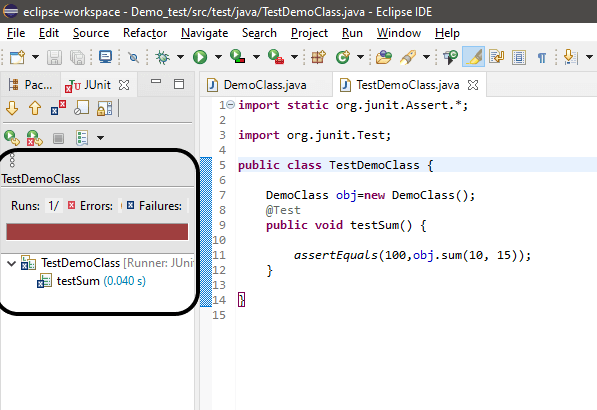 eclipse-workspace - Demo_test/src/test/java/TestDemoClass.java - Eclipse IDE
File Edit Source Refactor Navigate Search Project Run Window Help
Pac... JUnit
DemoClass.java TestDemoClass.java
TestDemoClass
Runs: 1/ Errors: Failures:
TestDemoClass [Runner: JUni
testSum (0.040 s)
1 import static org.junit.Assert.*;
2
3 import org.junit.Test;
4
5 public class TestDemoClass {
6
7 DemoClass obj=new DemoClass();
8 @Test
9 public void testSum() {
10
11 assertEquals(100,obj.sum(10, 15));
12 }
13
14 }
15